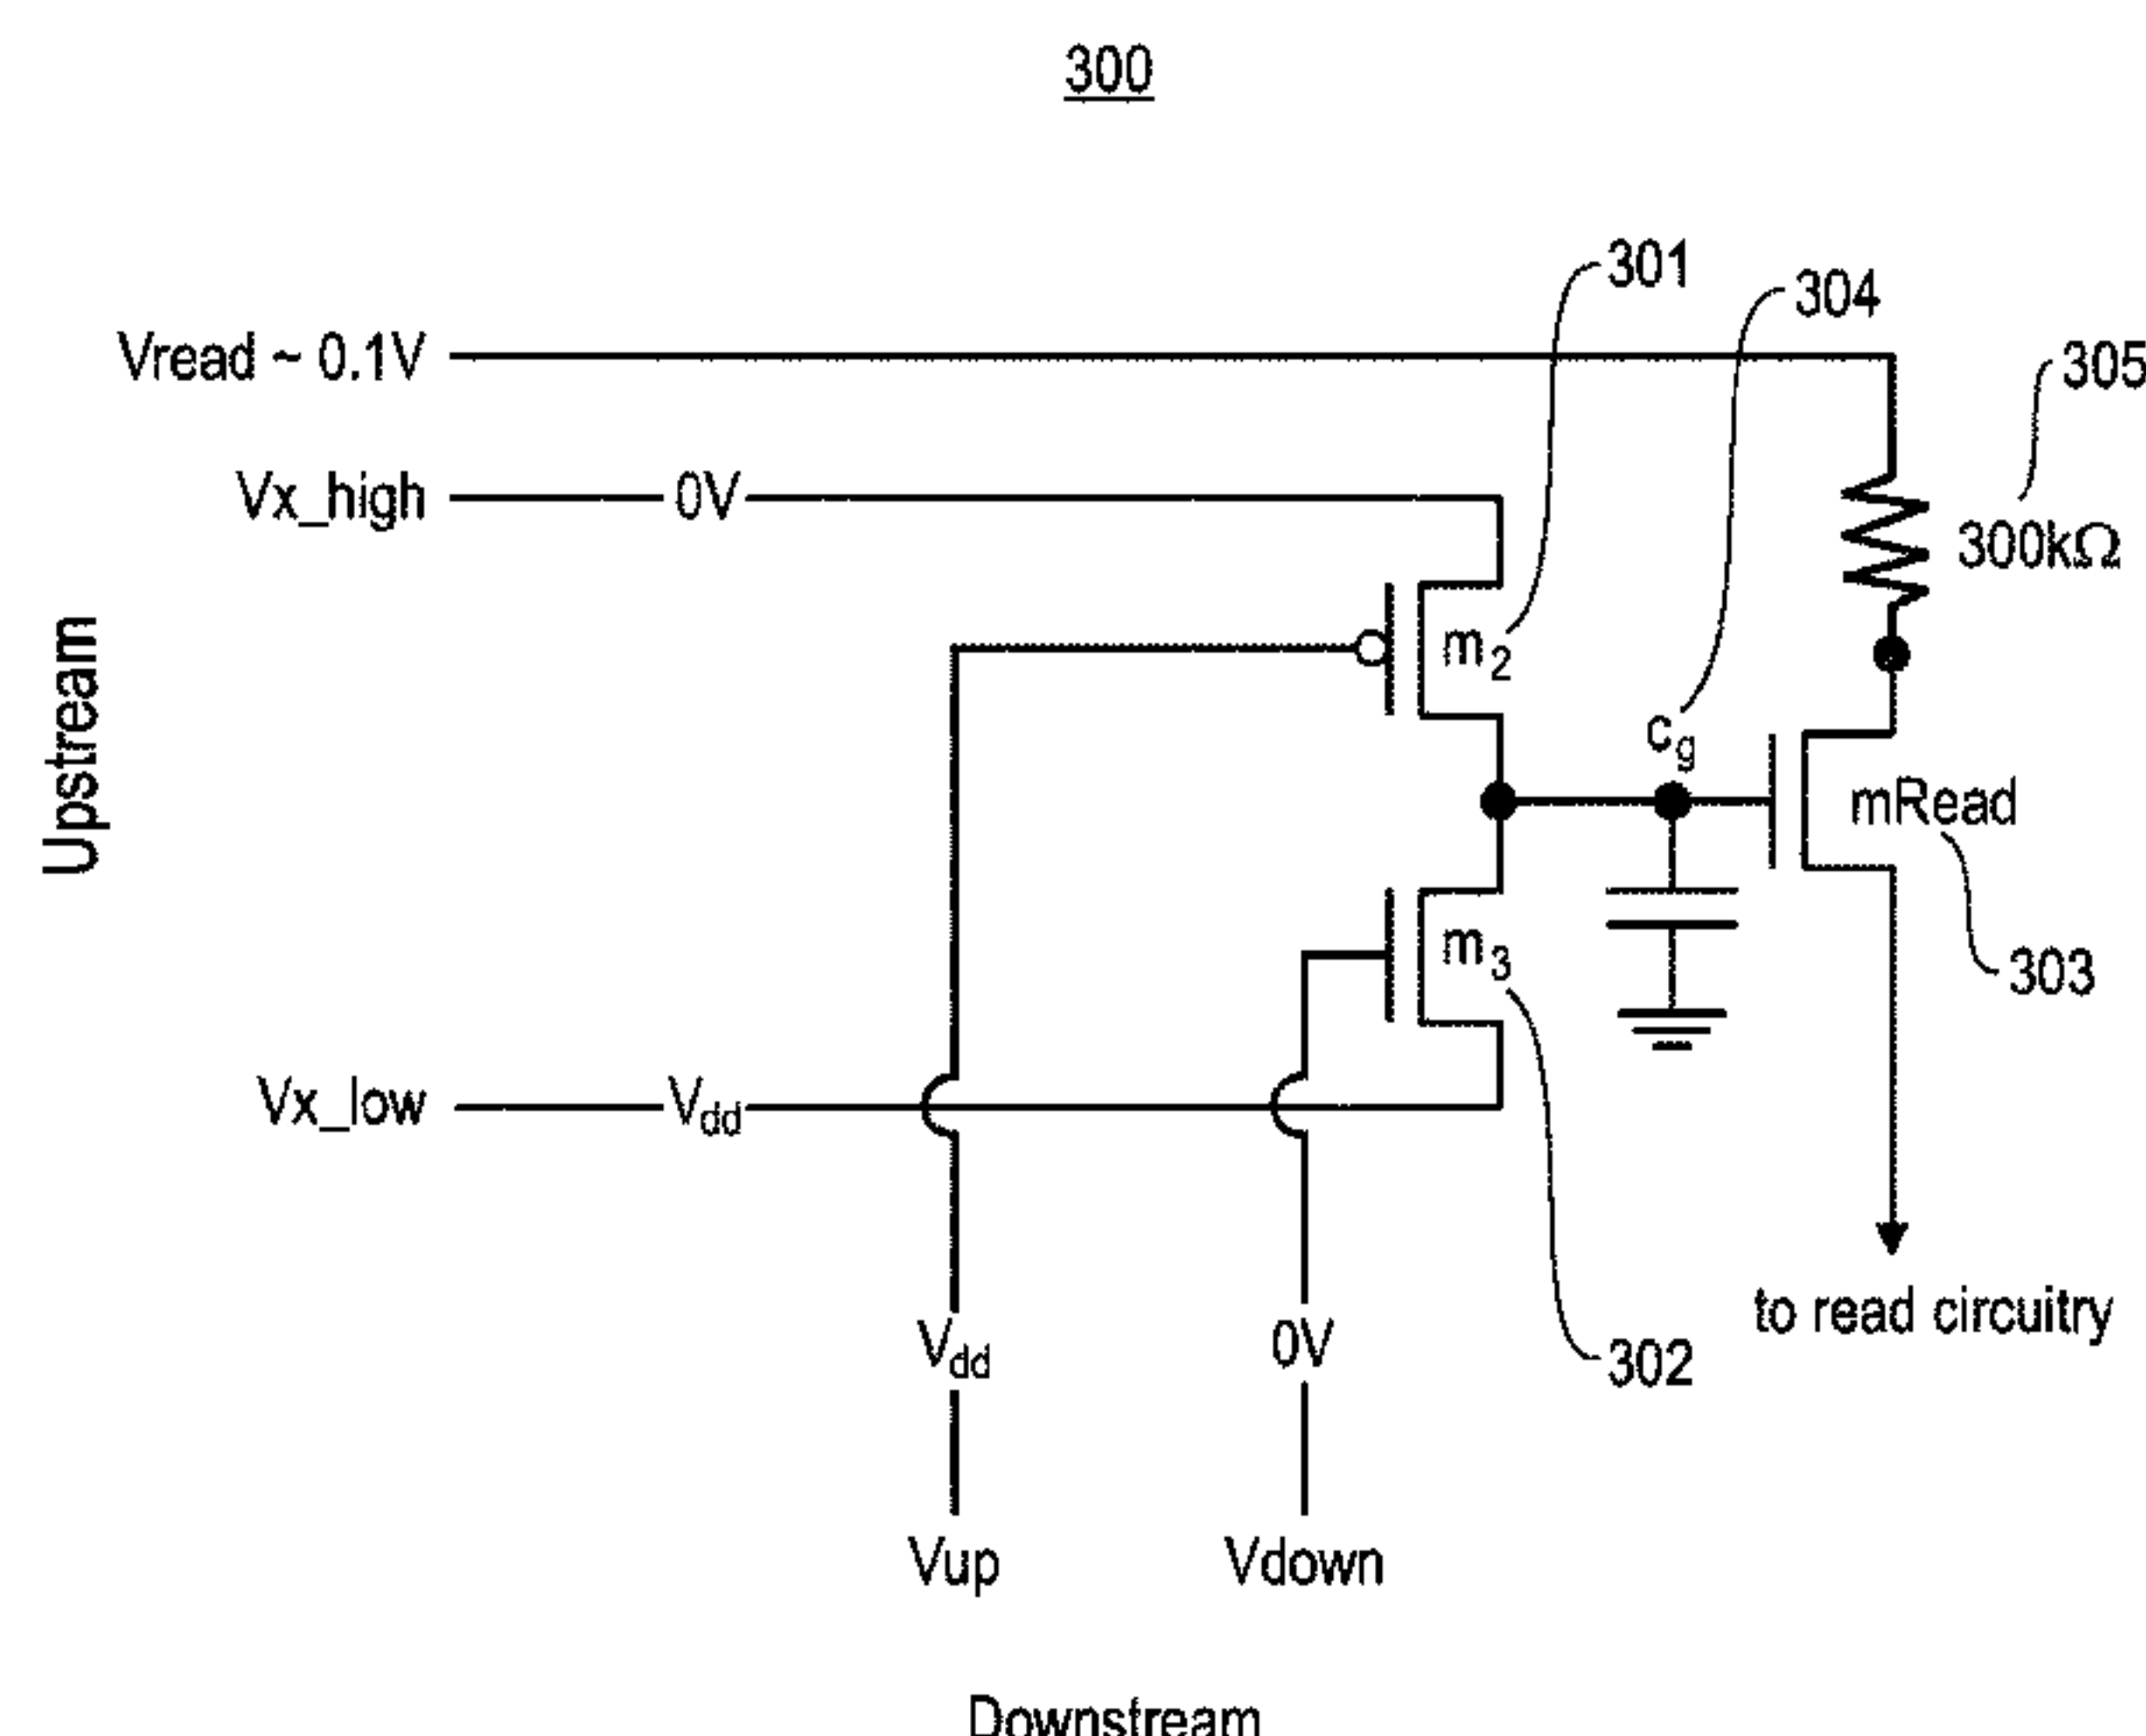 300
301
304
Vread ~ 0.1V
305
Vx_high
0V
300kΩ
Upstream
m2
cg
mRead
m3
303
Vx_low
Vdd
Vdd
0V
to read circuitry
302
Vup
Vdown
Downstream